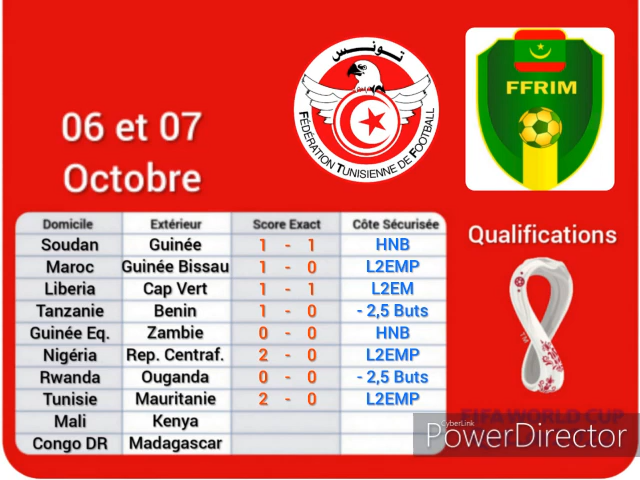 تونس
FÉDÉRATION TUNISIENNE DE FOOTBALL
FFRIM
06 et 07
Octobre
Qualifications
Domicile Extérieur Score Exact Côte Sécurisée
Soudan Guinée 1 - 1 HNB
Maroc Guinée Bissau 1 - 0 L2EMP
Liberia Cap Vert 1 - 1 L2EM
Tanzanie Benin 1 - 0 - 2,5 Buts
Guinée Eq. Zambie 0 - 0 HNB
Nigéria Rep. Centraf. 2 - 0 L2EMP
Rwanda Ouganda 0 - 0 - 2,5 Buts
Tunisie Mauritanie 2 - 0 L2EMP
Mali Kenya
Congo DR Madagascar
TM
FIFA WORLD CUP
CyberLink
PowerDirector